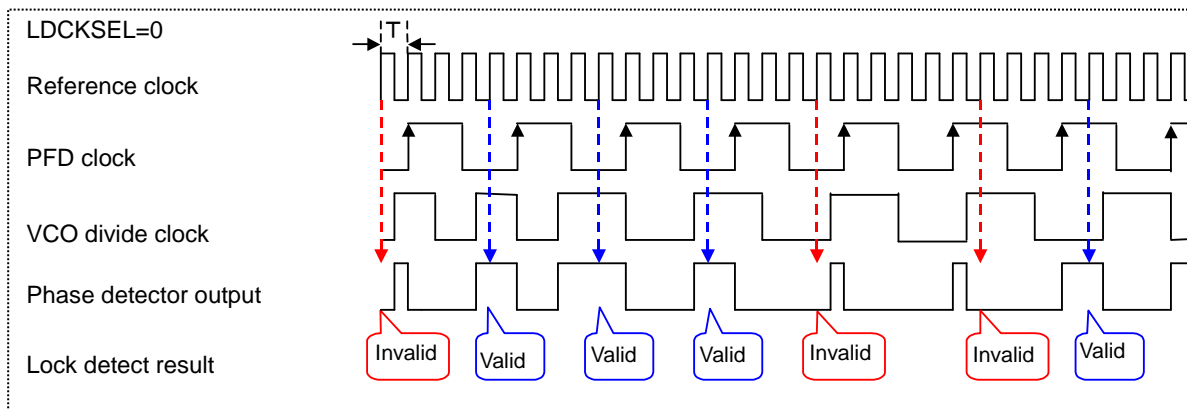 LDCKSEL=0
T
Reference clock
PFD clock
VCO divide clock
Phase detector output
Invalid Valid Valid Valid Invalid Invalid Valid
Lock detect result